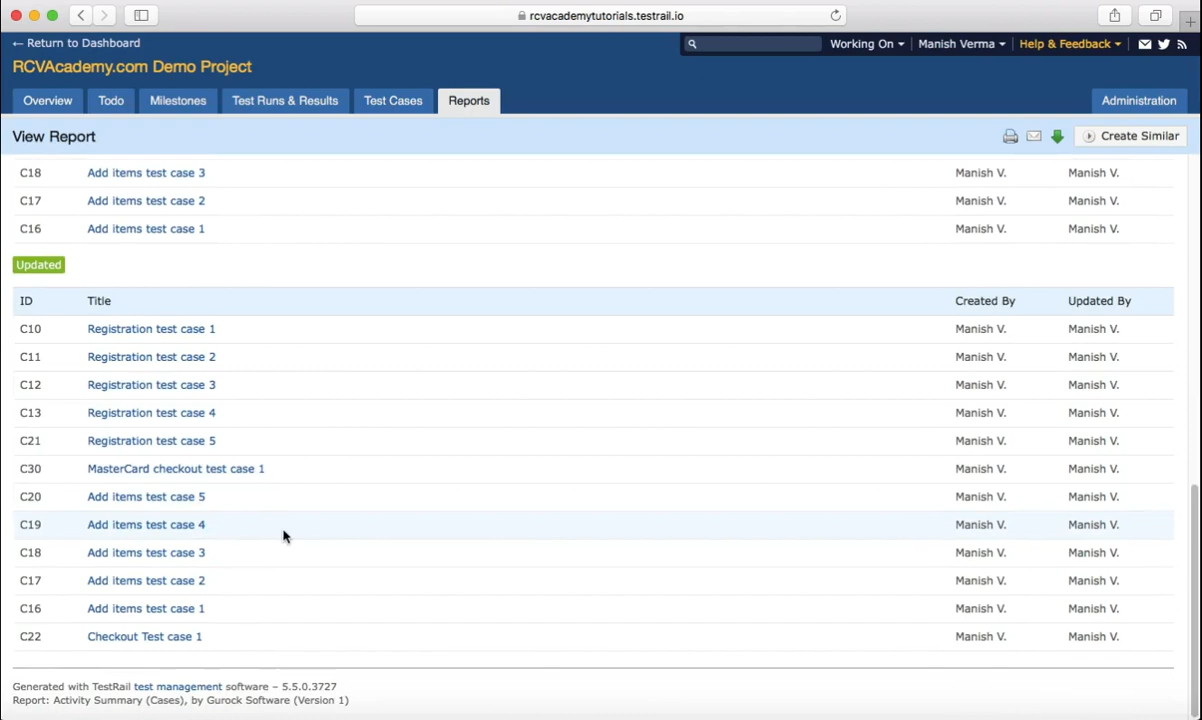 rcvacademytutorials.testrail.io
← Return to Dashboard
Working On
Manish Verma
Help & Feedback
RCVAcademy.com Demo Project
Overview
Todo
Milestones
Test Runs & Results
Test Cases
Reports
Administration
View Report
Create Similar
C18 Add items test case 3 Manish V. Manish V.
C17 Add items test case 2 Manish V. Manish V.
C16 Add items test case 1 Manish V. Manish V.
Updated
ID Title Created By Updated By
C10 Registration test case 1 Manish V. Manish V.
C11 Registration test case 2 Manish V. Manish V.
C12 Registration test case 3 Manish V. Manish V.
C13 Registration test case 4 Manish V. Manish V.
C21 Registration test case 5 Manish V. Manish V.
C30 MasterCard checkout test case 1 Manish V. Manish V.
C20 Add items test case 5 Manish V. Manish V.
C19 Add items test case 4 Manish V. Manish V.
C18 Add items test case 3 Manish V. Manish V.
C17 Add items test case 2 Manish V. Manish V.
C16 Add items test case 1 Manish V. Manish V.
C22 Checkout Test case 1 Manish V. Manish V.
Generated with TestRail test management software – 5.5.0.3727
Report: Activity Summary (Cases), by Gurock Software (Version 1)